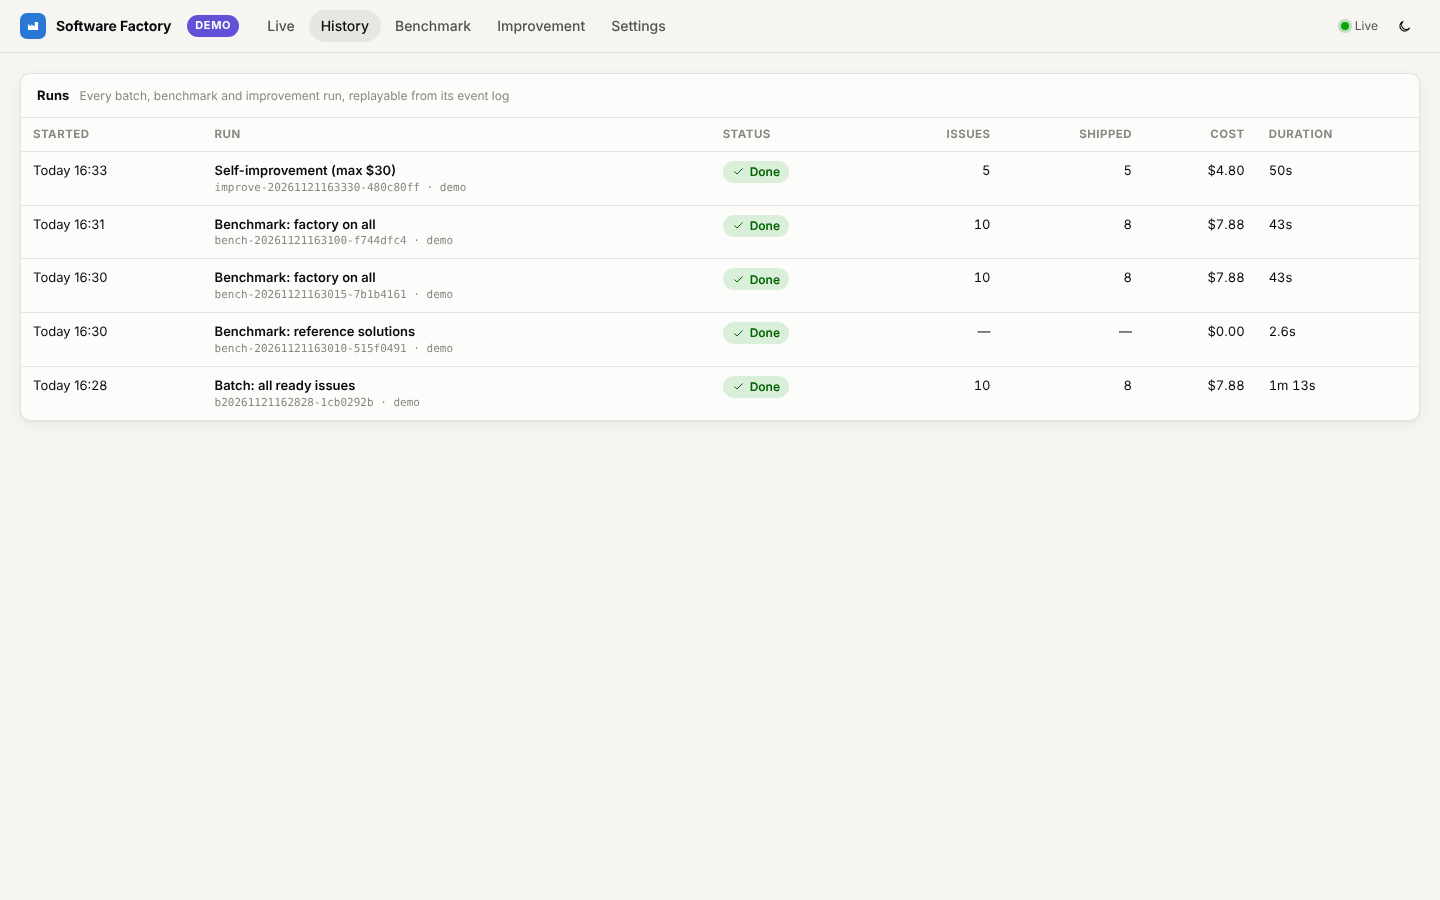 Software Factory DEMO Live History Benchmark Improvement Settings Live
Runs Every batch, benchmark and improvement run, replayable from its event log
STARTED RUN STATUS ISSUES SHIPPED COST DURATION
Today 16:33 Self-improvement (max $30) Done 5 5 $4.80 50s
improve-20261121163330-480c80ff · demo
Today 16:31 Benchmark: factory on all Done 10 8 $7.88 43s
bench-20261121163100-f744dfc4 · demo
Today 16:30 Benchmark: factory on all Done 10 8 $7.88 43s
bench-20261121163015-7b1b4161 · demo
Today 16:30 Benchmark: reference solutions Done — — $0.00 2.6s
bench-20261121163010-515f0491 · demo
Today 16:28 Batch: all ready issues Done 10 8 $7.88 1m 13s
b20261121162828-1cb0292b · demo